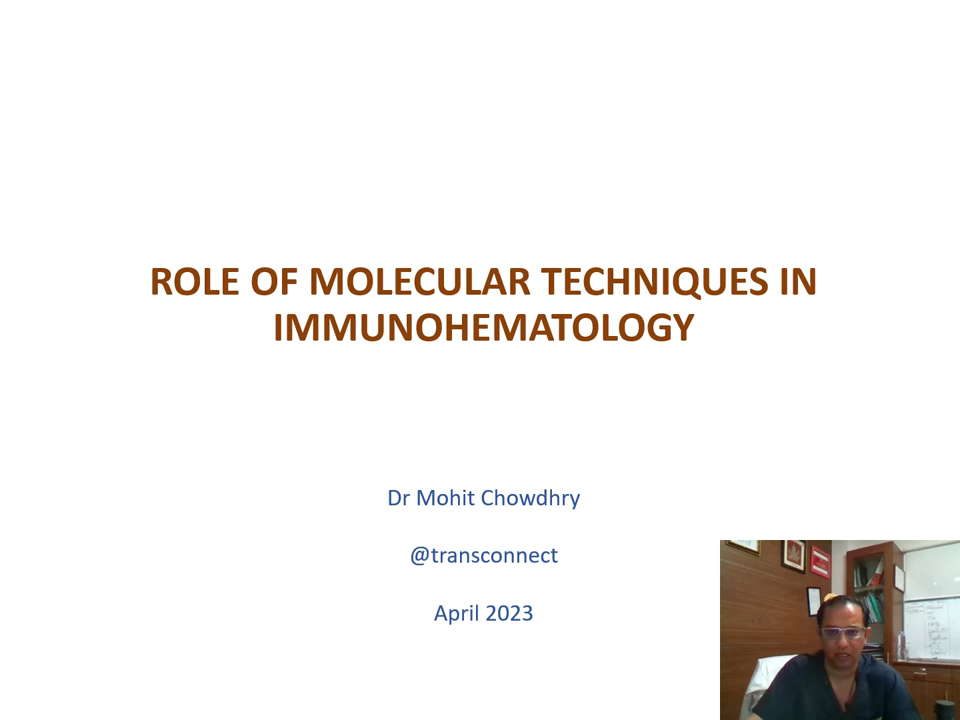 ROLE OF MOLECULAR TECHNIQUES IN
IMMUNOHEMATOLOGY
Dr Mohit Chowdhry
@transconnect
April 2023